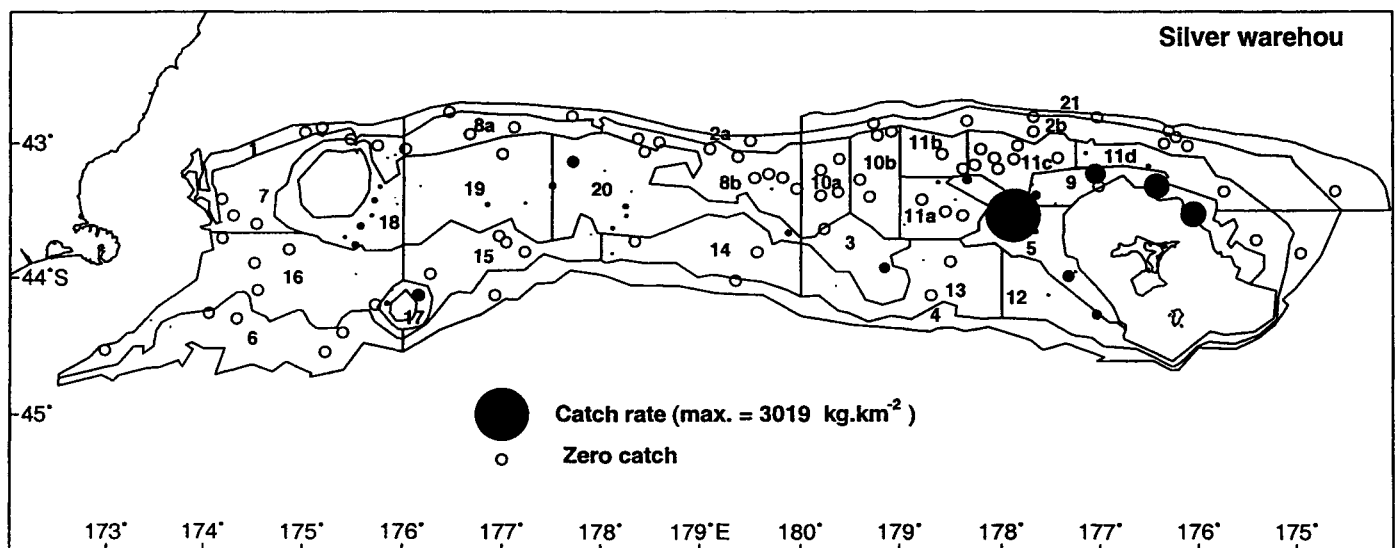 Silver warehou
21
43°
1
8a
2a
2b
11b
11c
11d
7
19
20
8b
10a
10b
9
18
11a
3
5
44°S
16
15
14
13
12
17
4
6
45°
Catch rate (max. = 3019 kg.km-2 )
Zero catch
173° 174° 175° 176° 177° 178° 179°E 180° 179° 178° 177° 176° 175°